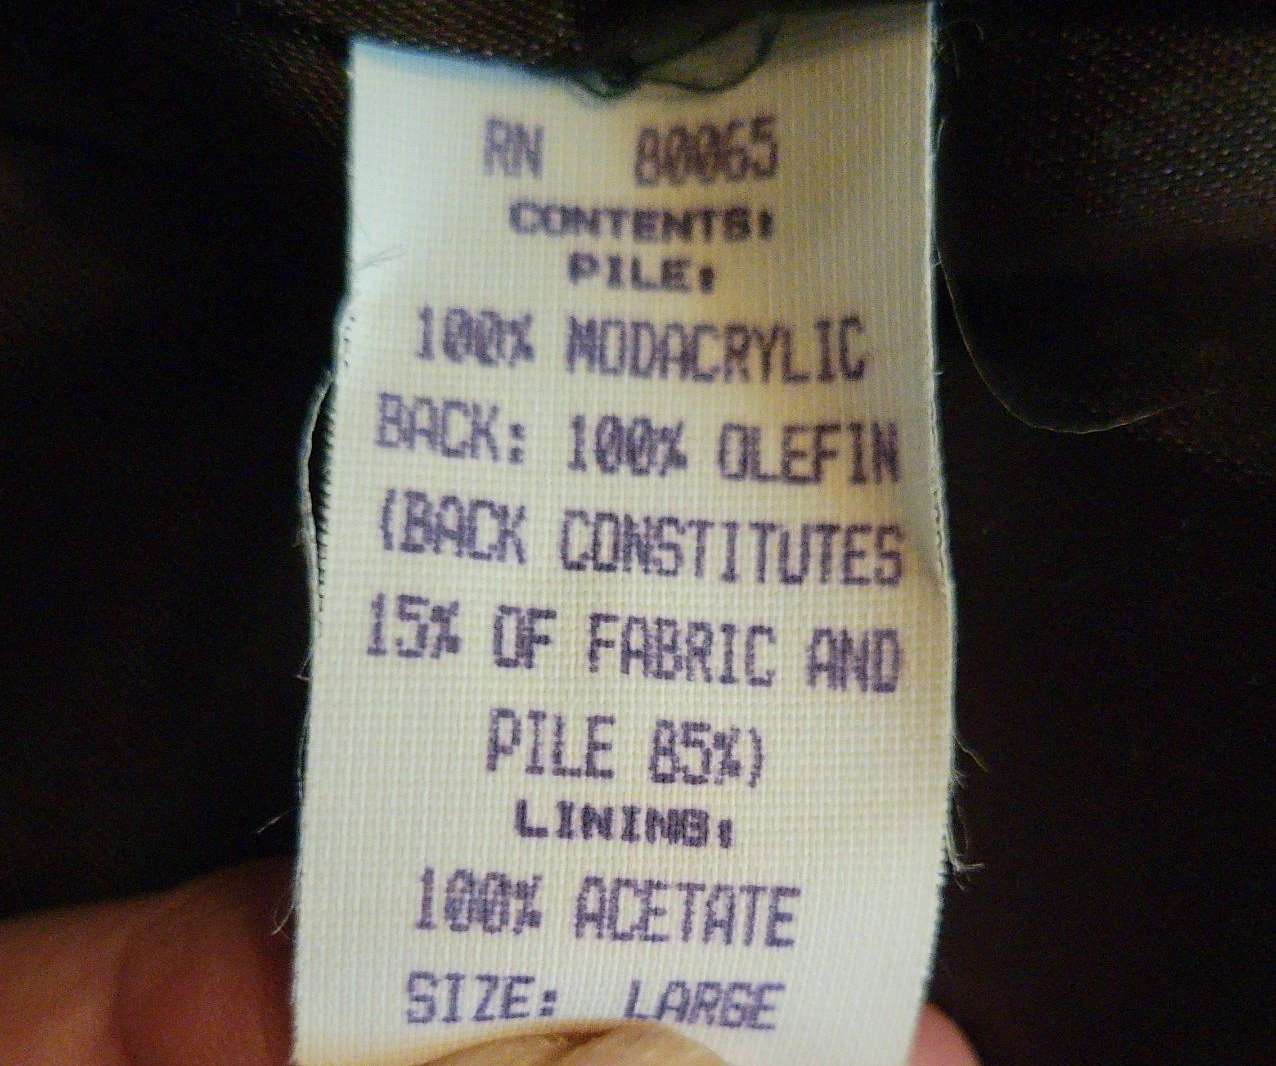 RN 80065
CONTENTS:
PILE:
100% MODACRYLIC
BACK: 100% OLEFIN
(BACK CONSTITUTES
15% OF FABRIC AND
PILE 85%)
LINING:
100% ACETATE
SIZE: LARGE